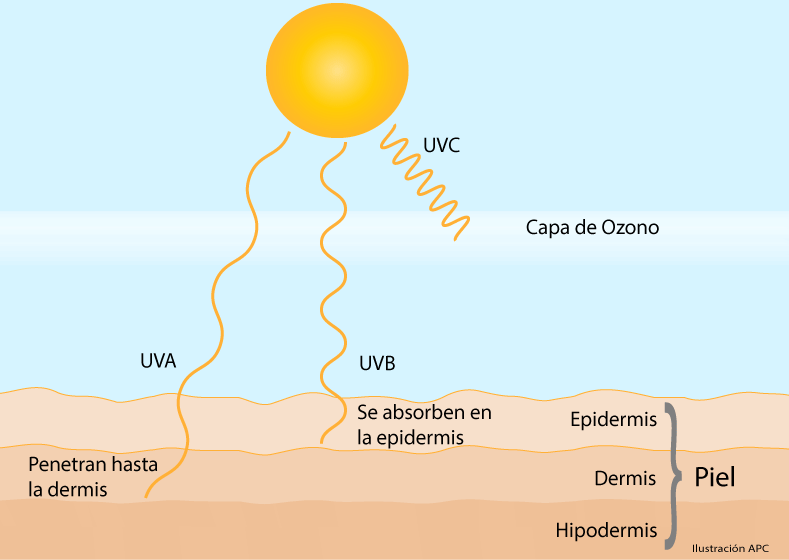 UVC
Capa de Ozono
UVA
UVB
Se absorben en
la epidermis
Penetran hasta
la dermis
Epidermis
Dermis
Hipodermis
Piel
Ilustración APC